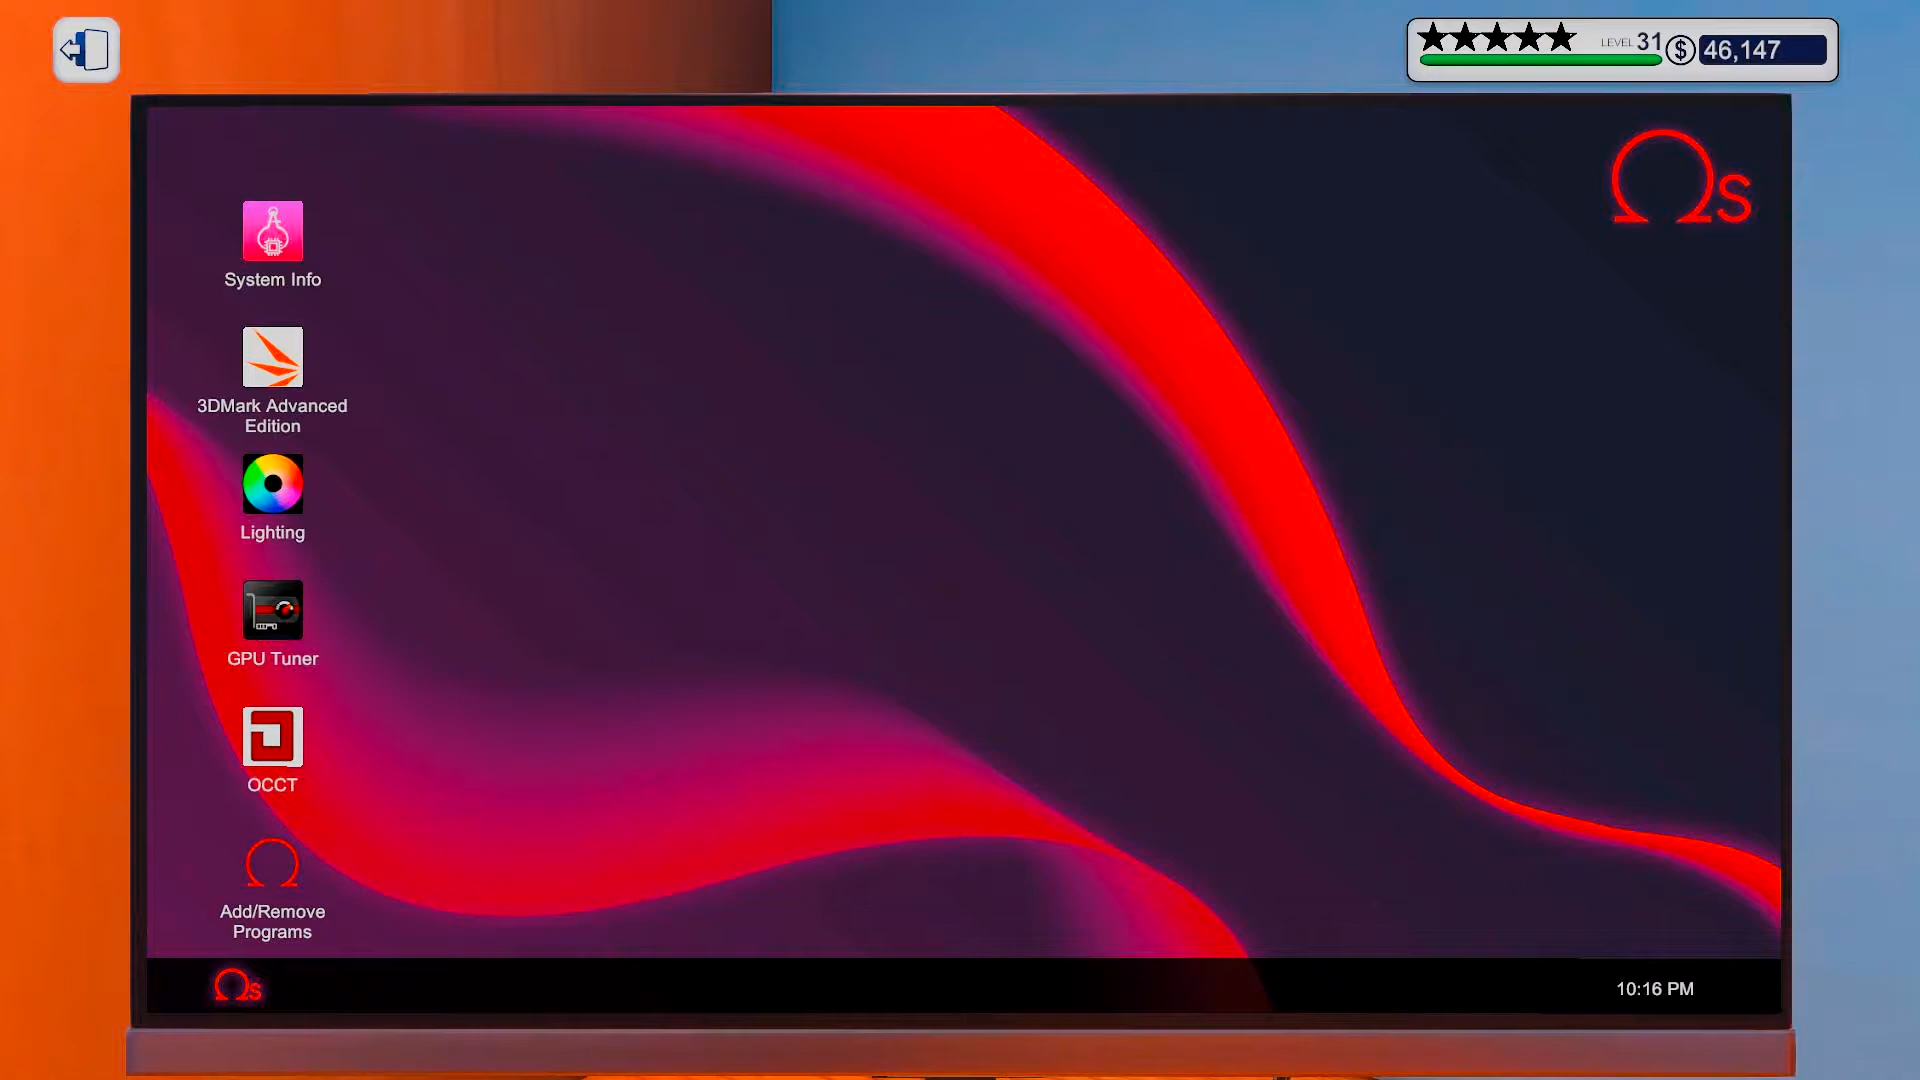 LEVEL 31 $ 46,147
Ωs
System Info
3DMark Advanced
Edition
Lighting
GPU Tuner
OCCT
Add/Remove
Programs
Ωs
10:16 PM